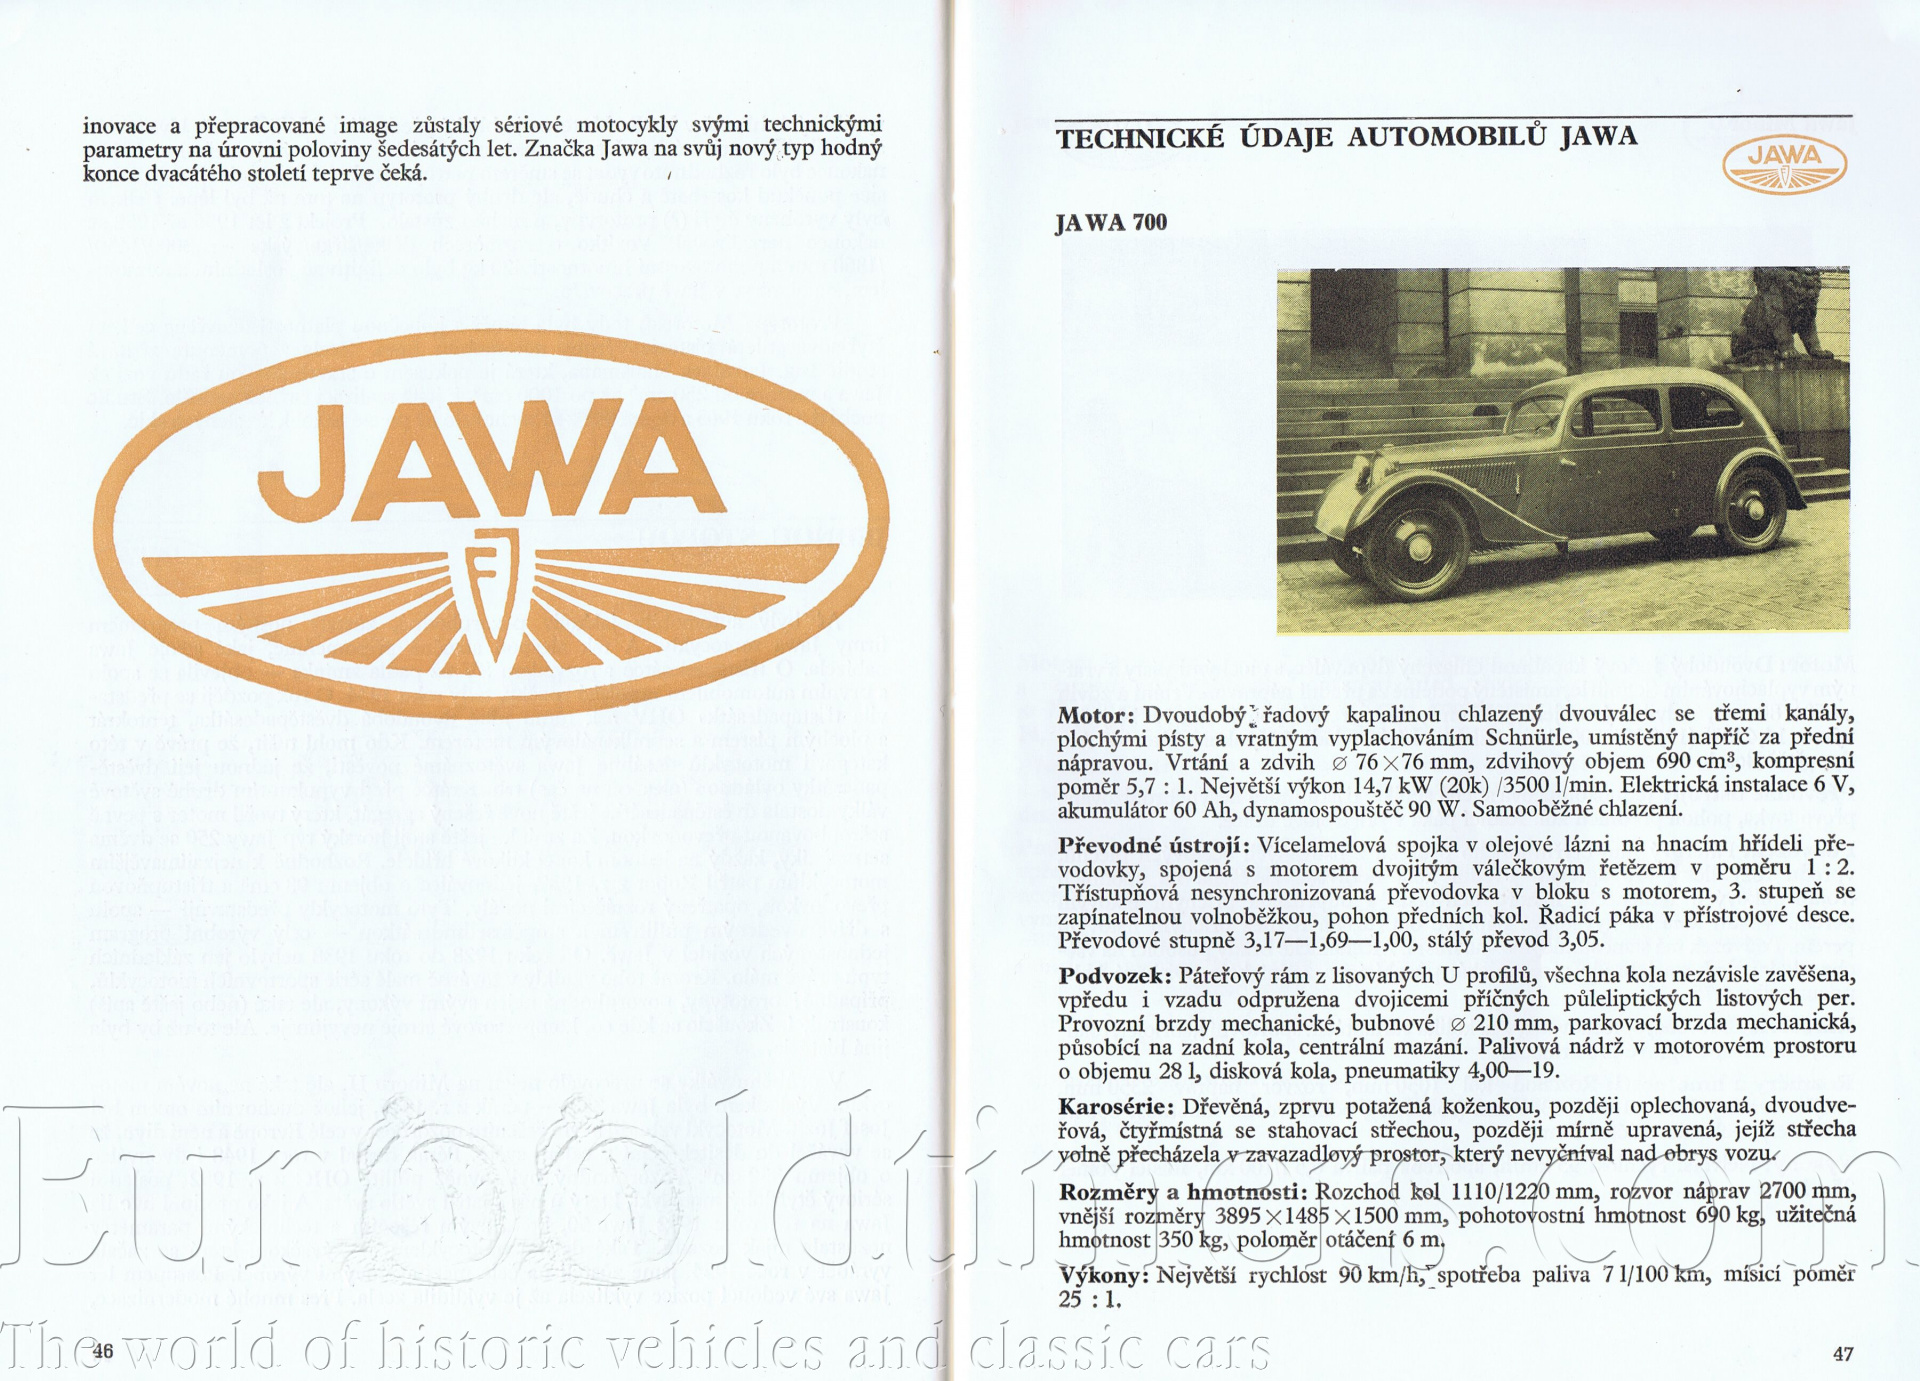 inovace a přepracované image zůstaly sériové motocykly svými technickými
parametry na úrovni poloviny šedesátých let. Značka Jawa na svůj nový typ hodný
konce dvacátého století teprve čeká.
JAWA
FJ
46
TECHNICKÉ ÚDAJE AUTOMOBILŮ JAWA
JAWA
JAWA 700
Motor: Dvoudobý řadový kapalinou chlazený dvouválec se třemi kanály,
plochými písty a vratným vyplachováním Schnürle, umístěný napříč za přední
nápravou. Vrtání a zdvih ⌀ 76×76 mm, zdvihový objem 690 cm³, kompresní
poměr 5,7 : 1. Největší výkon 14,7 kW (20k) /3500 1/min. Elektrická instalace 6 V,
akumulátor 60 Ah, dynamospouštěč 90 W. Samooběžné chlazení.
Převodné ústrojí: Vícelamelová spojka v olejové lázni na hnacím hřídeli pře-
vodovky, spojená s motorem dvojitým válečkovým řetězem v poměru 1 : 2.
Třístupňová nesynchronizovaná převodovka v bloku s motorem, 3. stupeň se
zapínatelnou volnoběžkou, pohon předních kol. Řadicí páka v přístrojové desce.
Převodové stupně 3,17—1,69—1,00, stálý převod 3,05.
Podvozek: Páteřový rám z lisovaných U profilů, všechna kola nezávisle zavěšena,
vpředu i vzadu odpružena dvojicemi příčných půleliptických listových per.
Provozní brzdy mechanické, bubnové ⌀ 210 mm, parkovací brzda mechanická,
působící na zadní kola, centrální mazání. Palivová nádrž v motorovém prostoru
o objemu 28 l, disková kola, pneumatiky 4,00—19.
Karosérie: Dřevěná, zprvu potažená koženkou, později oplechovaná, dvoudve-
řová, čtyřmístná se stahovací střechou, později mírně upravená, jejíž střecha
volně přecházela v zavazadlový prostor, který nevyčníval nad obrys vozu.
Rozměry a hmotnosti: Rozchod kol 1110/1220 mm, rozvor náprav 2700 mm,
vnější rozměry 3895×1485×1500 mm, pohotovostní hmotnost 690 kg, užitečná
hmotnost 350 kg, poloměr otáčení 6 m.
Výkony: Největší rychlost 90 km/h, spotřeba paliva 7 l/100 km, mísicí poměr
25 : 1.
47
EurOOldtimers.com
The world of historic vehicles and classic cars